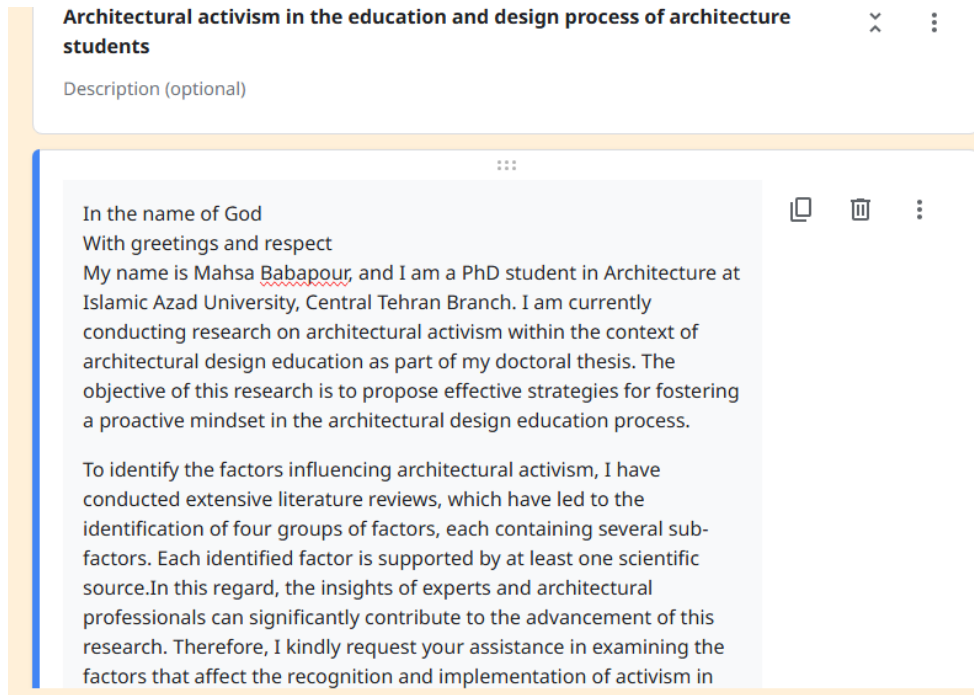 Architectural activism in the education and design process of architecture
students
Description (optional)
In the name of God
With greetings and respect
My name is Mahsa Babapour, and I am a PhD student in Architecture at
Islamic Azad University, Central Tehran Branch. I am currently
conducting research on architectural activism within the context of
architectural design education as part of my doctoral thesis. The
objective of this research is to propose effective strategies for fostering
a proactive mindset in the architectural design education process.
To identify the factors influencing architectural activism, I have
conducted extensive literature reviews, which have led to the
identification of four groups of factors, each containing several sub-
factors. Each identified factor is supported by at least one scientific
source.In this regard, the insights of experts and architectural
professionals can significantly contribute to the advancement of this
research. Therefore, I kindly request your assistance in examining the
factors that affect the recognition and implementation of activism in